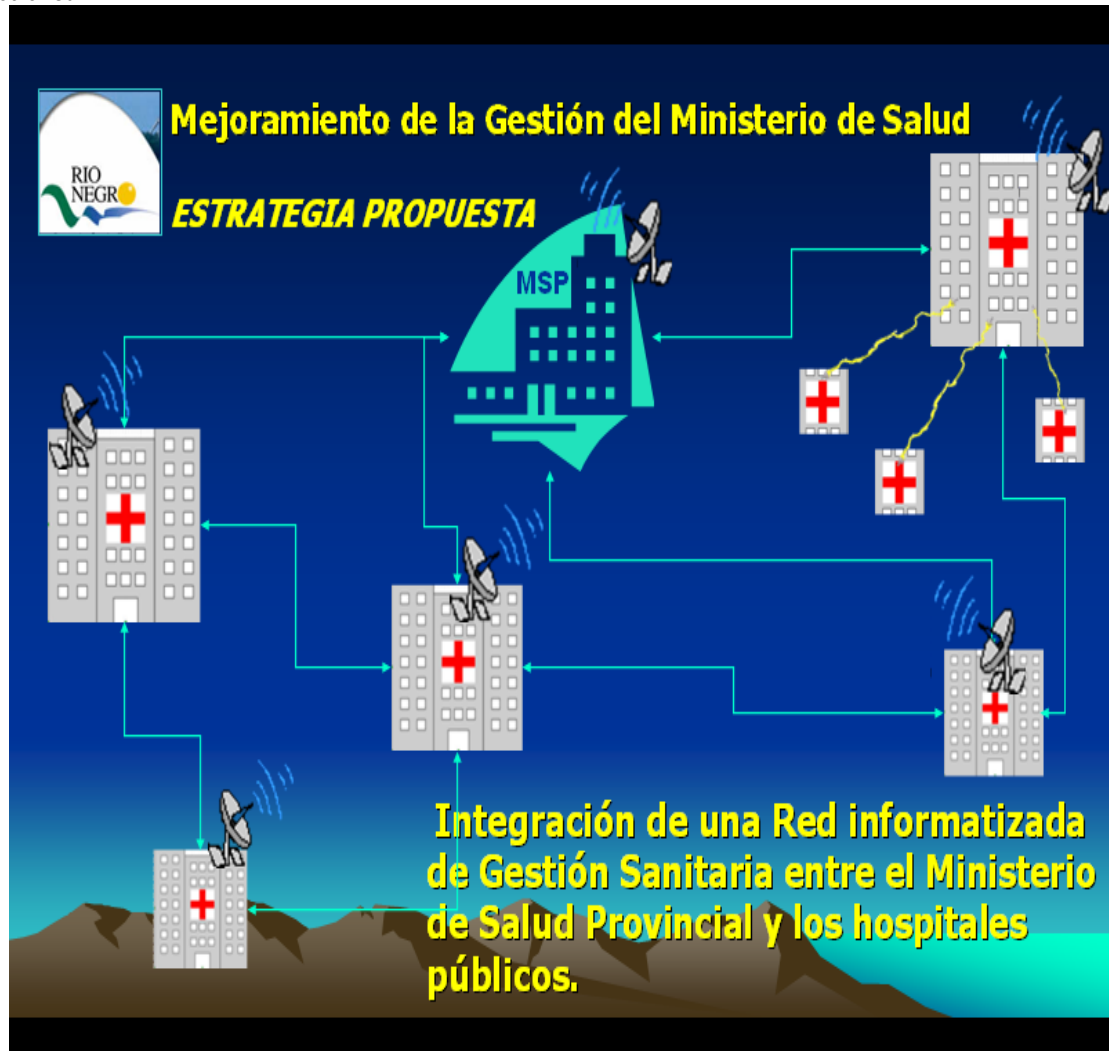 Mejoramiento de la Gestión del Ministerio de Salud
RIO
NEGRO
ESTRATEGIA PROPUESTA
MSP
Integración de una Red informatizada
de Gestión Sanitaria entre el Ministerio
de Salud Provincial y los hospitales
públicos.